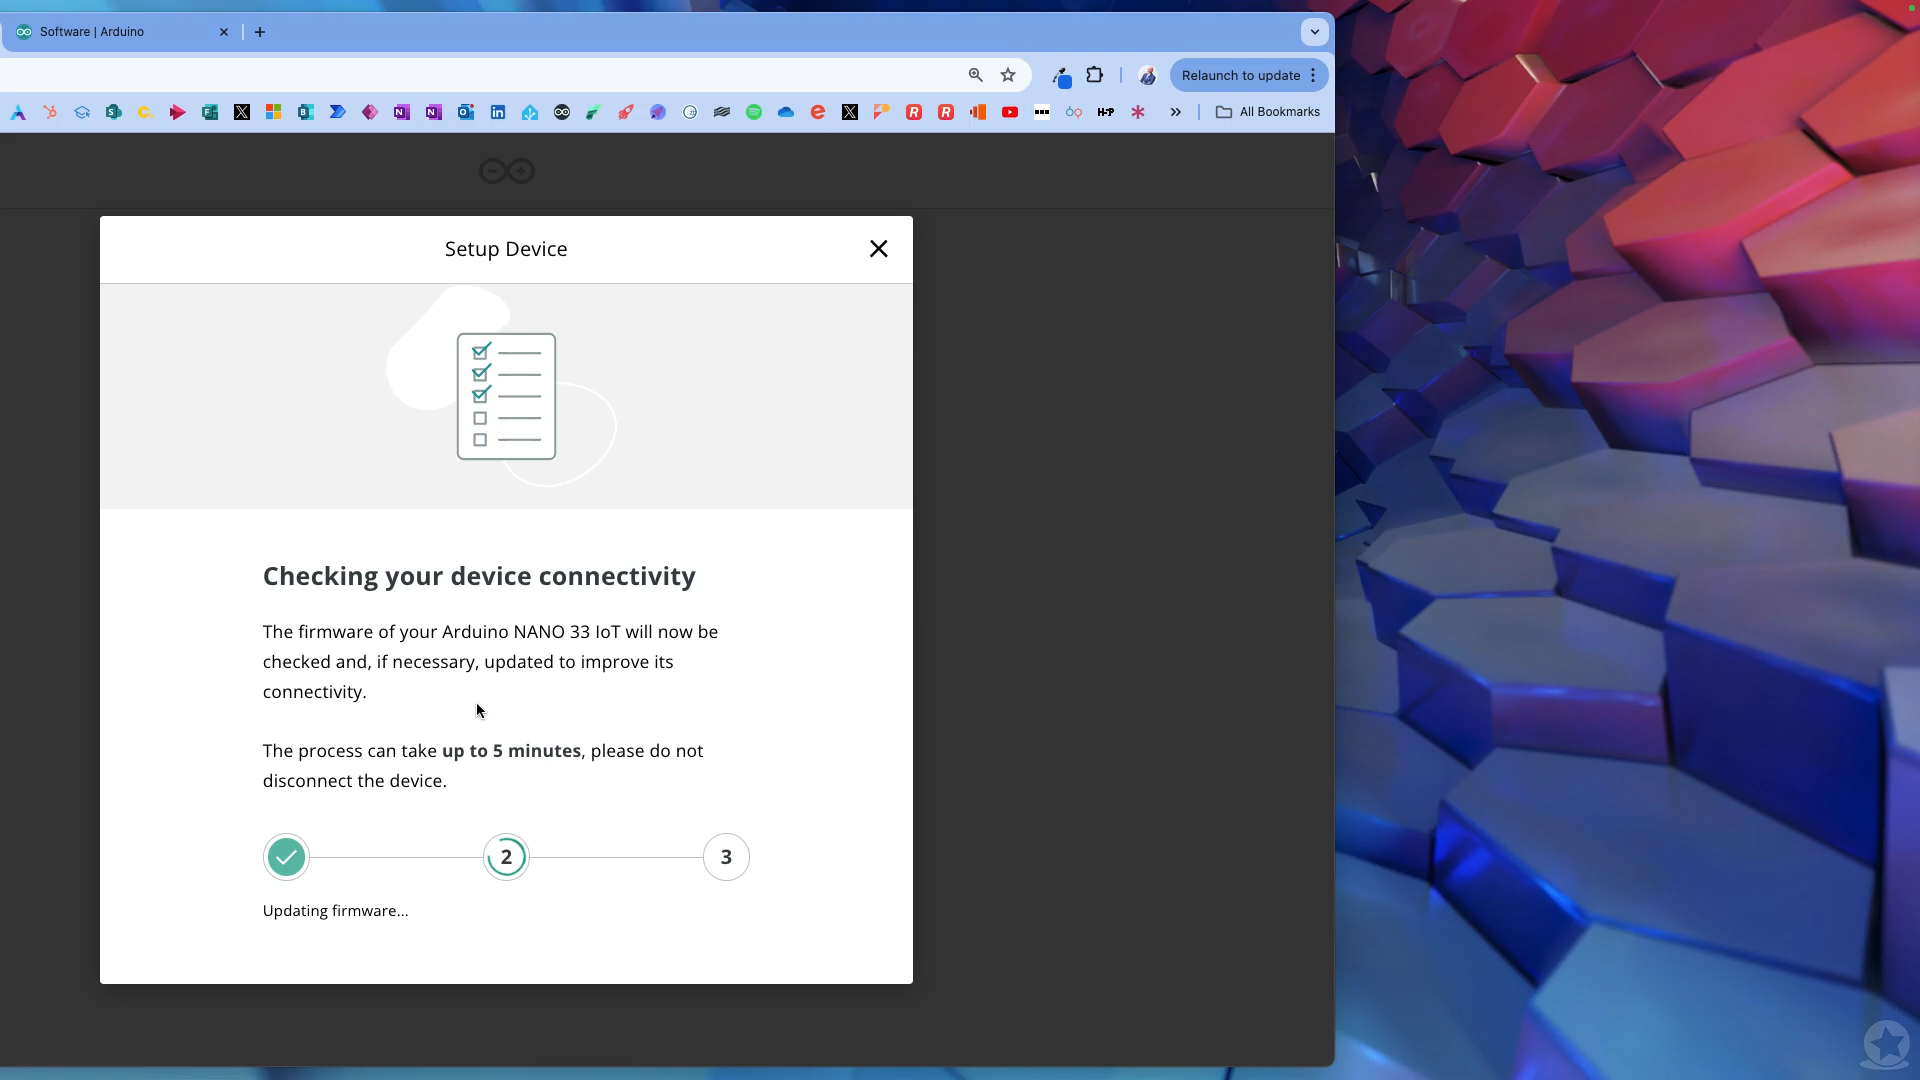 Software | Arduino
Relaunch to update
All Bookmarks
Setup Device
Checking your device connectivity
The firmware of your Arduino NANO 33 IoT will now be
checked and, if necessary, updated to improve its
connectivity.
The process can take up to 5 minutes, please do not
disconnect the device.
2
3
Updating firmware...